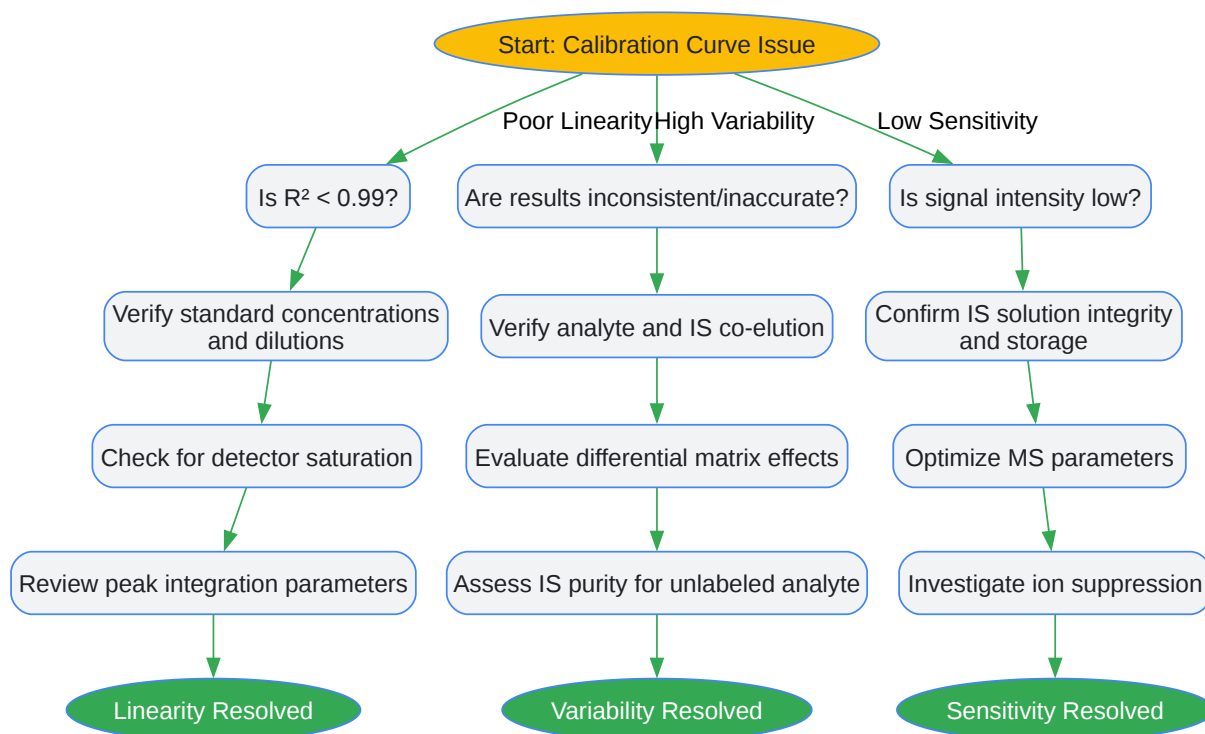 Start: Calibration Curve Issue
Poor Linearity
High Variability
Low Sensitivity
Is R² < 0.99?
Are results inconsistent/inaccurate?
Is signal intensity low?
Verify standard concentrations
and dilutions
Verify analyte and IS co-elution
Confirm IS solution integrity
and storage
Check for detector saturation
Evaluate differential matrix effects
Optimize MS parameters
Review peak integration parameters
Assess IS purity for unlabeled analyte
Investigate ion suppression
Linearity Resolved
Variability Resolved
Sensitivity Resolved